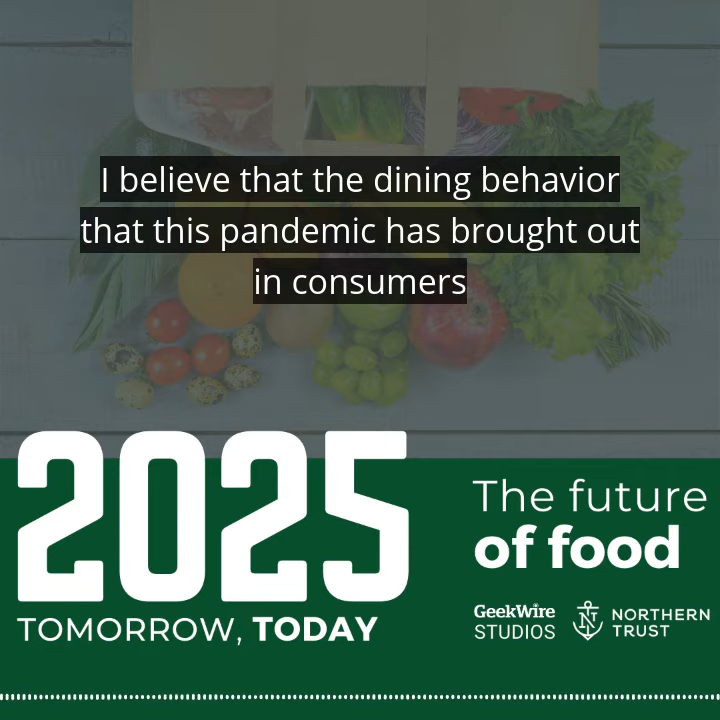 I believe that the dining behavior
that this pandemic has brought out
in consumers
2025
TOMORROW, TODAY
The future
of food
GeekWire
STUDIOS
NORTHERN
TRUST